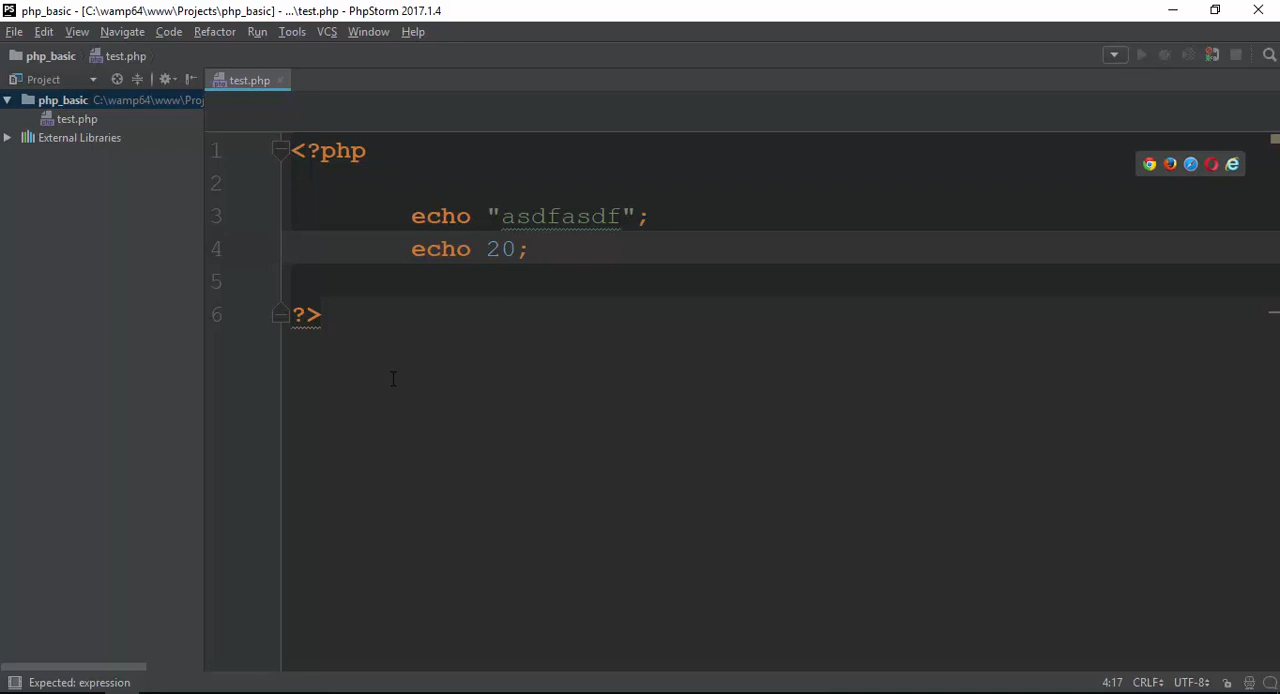 php_basic - [C:\wamp64\www\Projects\php_basic] - ...\test.php - PhpStorm 2017.1.4
File Edit View Navigate Code Refactor Run Tools VCS Window Help
php_basic test.php
Project test.php
php_basic C:\wamp64\www\Proj
test.php
External Libraries
1 <?php
2
3 echo "asdfasdf";
4 echo 20;
5
6 ?>
Expected: expression 4:17 CRLF UTF-8